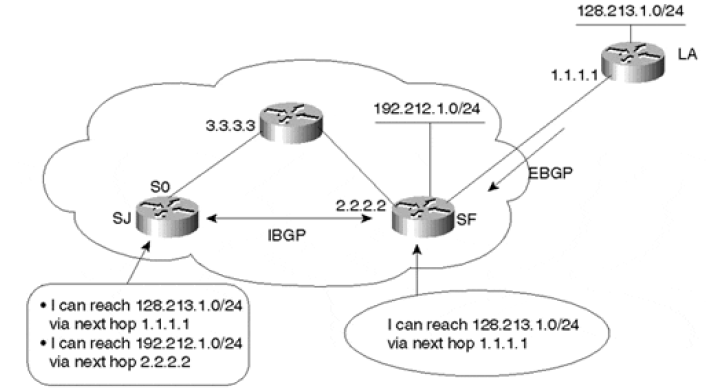 128.213.1.0/24
LA
1.1.1.1
192.212.1.0/24
3.3.3.3
EBGP
S0
2.2.2.2
SJ
SF
IBGP
• I can reach 128.213.1.0/24
via next hop 1.1.1.1
• I can reach 192.212.1.0/24
via next hop 2.2.2.2
I can reach 128.213.1.0/24
via next hop 1.1.1.1